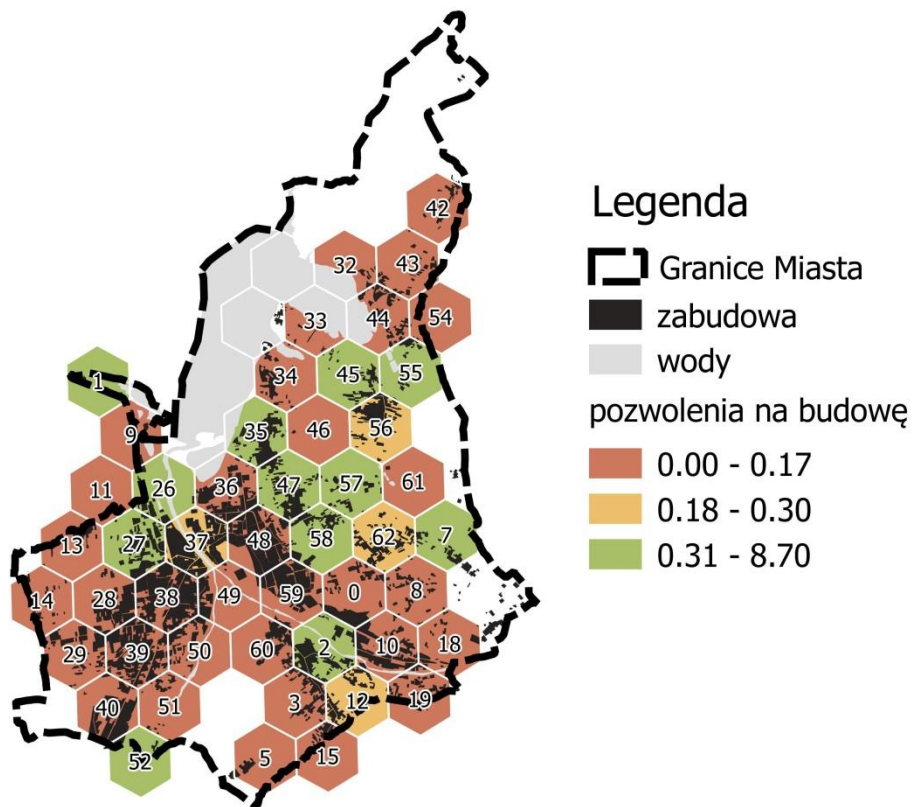 42
32 43
33 44 54
34 45 55
1
9 35 46 56
11 26 36 47 57 61
13 27 37 48 58 62 7
14 28 38 49 59 0 8
29 39 50 60 2 10 18
40 51 3 12 19
52 5 15
Legenda
Granice Miasta
zabudowa
wody
pozwolenia na budowę
0.00 - 0.17
0.18 - 0.30
0.31 - 8.70